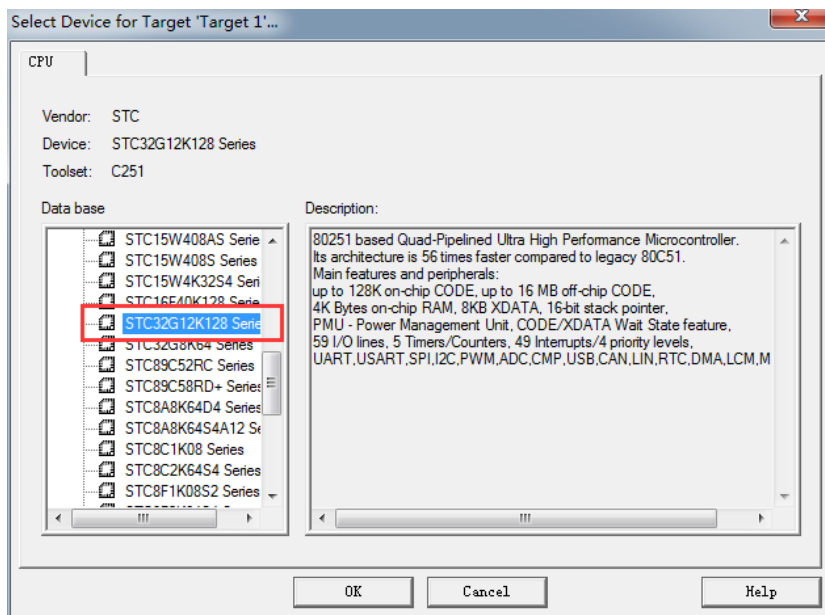 Select Device for Target 'Target 1'...
CPU
Vendor: STC
Device: STC32G12K128 Series
Toolset: C251
Data base
Description:
STC15W408AS Serie
STC15W408S Series
STC15W4K32S4 Seri
STC16F40K128 Serie
STC32G12K128 Serie
STC32G8K64 Series
STC89C52RC Series
STC89C58RD+ Series
STC8A8K64D4 Series
STC8A8K64S4A12 Se
STC8C1K08 Series
STC8C2K64S4 Series
STC8F1K08S2 Series
80251 based Quad-Pipelined Ultra High Performance Microcontroller.
Its architecture is 56 times faster compared to legacy 80C51.
Main features and peripherals:
up to 128K on-chip CODE, up to 16 MB off-chip CODE,
4K Bytes on-chip RAM, 8KB XDATA, 16-bit stack pointer,
PMU - Power Management Unit, CODE/XDATA Wait State feature,
59 I/O lines, 5 Timers/Counters, 49 Interrupts/4 priority levels,
UART,USART,SPI,I2C,PWM,ADC,CMP,USB,CAN,LIN,RTC,DMA,LCM,M
OK
Cancel
Help